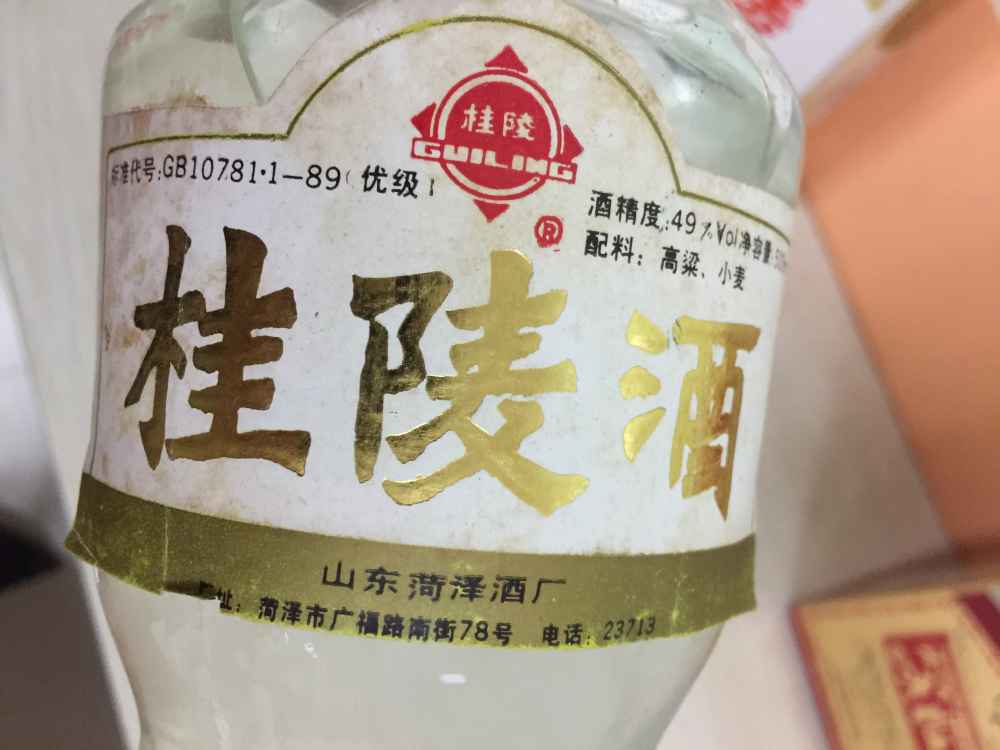 桂陵
GUILING
标准代号:GB10781·1—89(优级)
酒精度:49%Vol净容量:
配料：高粱、小麦
®
桂陵酒
山东菏泽酒厂
址：菏泽市广福路南街78号 电话：23713